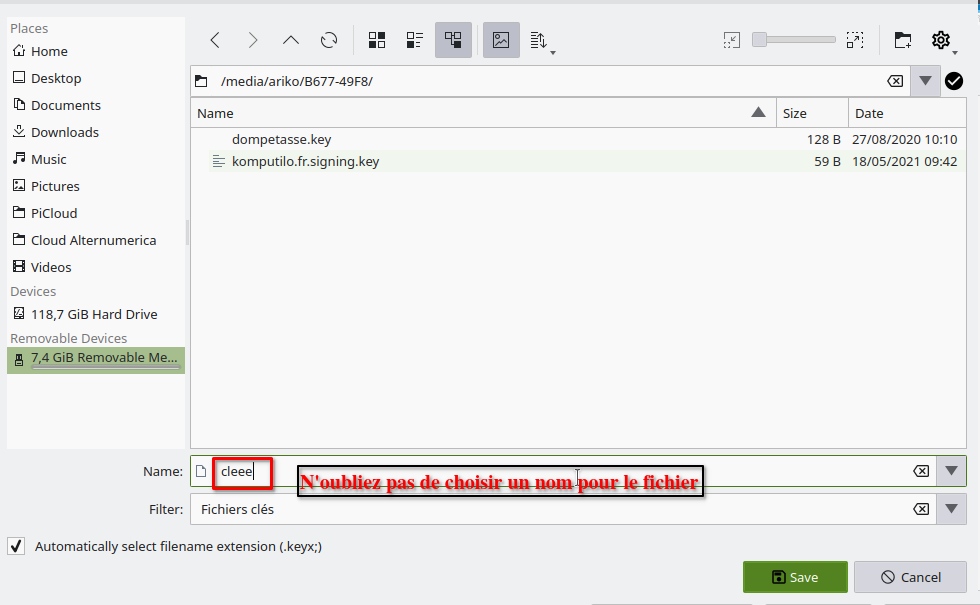 Places
Home
Desktop
Documents
Downloads
Music
Pictures
PiCloud
Cloud Alternumerica
Videos
Devices
118,7 GiB Hard Drive
Removable Devices
7,4 GiB Removable Me...
/media/ariko/B677-49F8/
Name Size Date
dompetasse.key 128 B 27/08/2020 10:10
komputilo.fr.signing.key 59 B 18/05/2021 09:42
Name: cleee
N'oubliez pas de choisir un nom pour le fichier
Filter: Fichiers clés
Automatically select filename extension (.keyx;)
Save Cancel